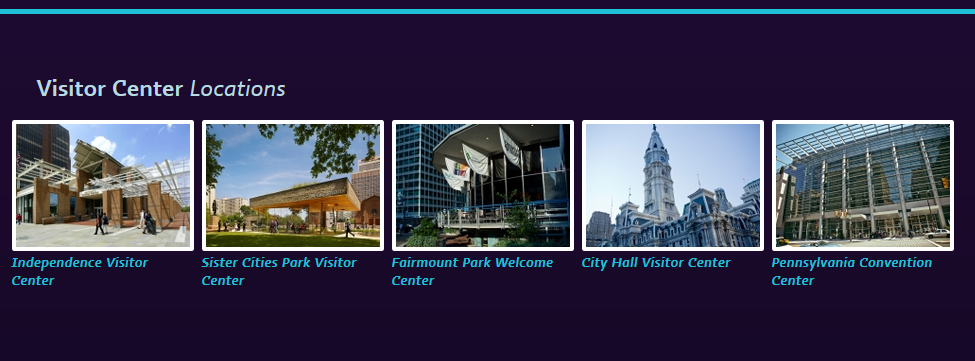 Visitor Center Locations
Independence Visitor
Center
Sister Cities Park Visitor
Center
Fairmount Park Welcome
Center
City Hall Visitor Center
Pennsylvania Convention
Center